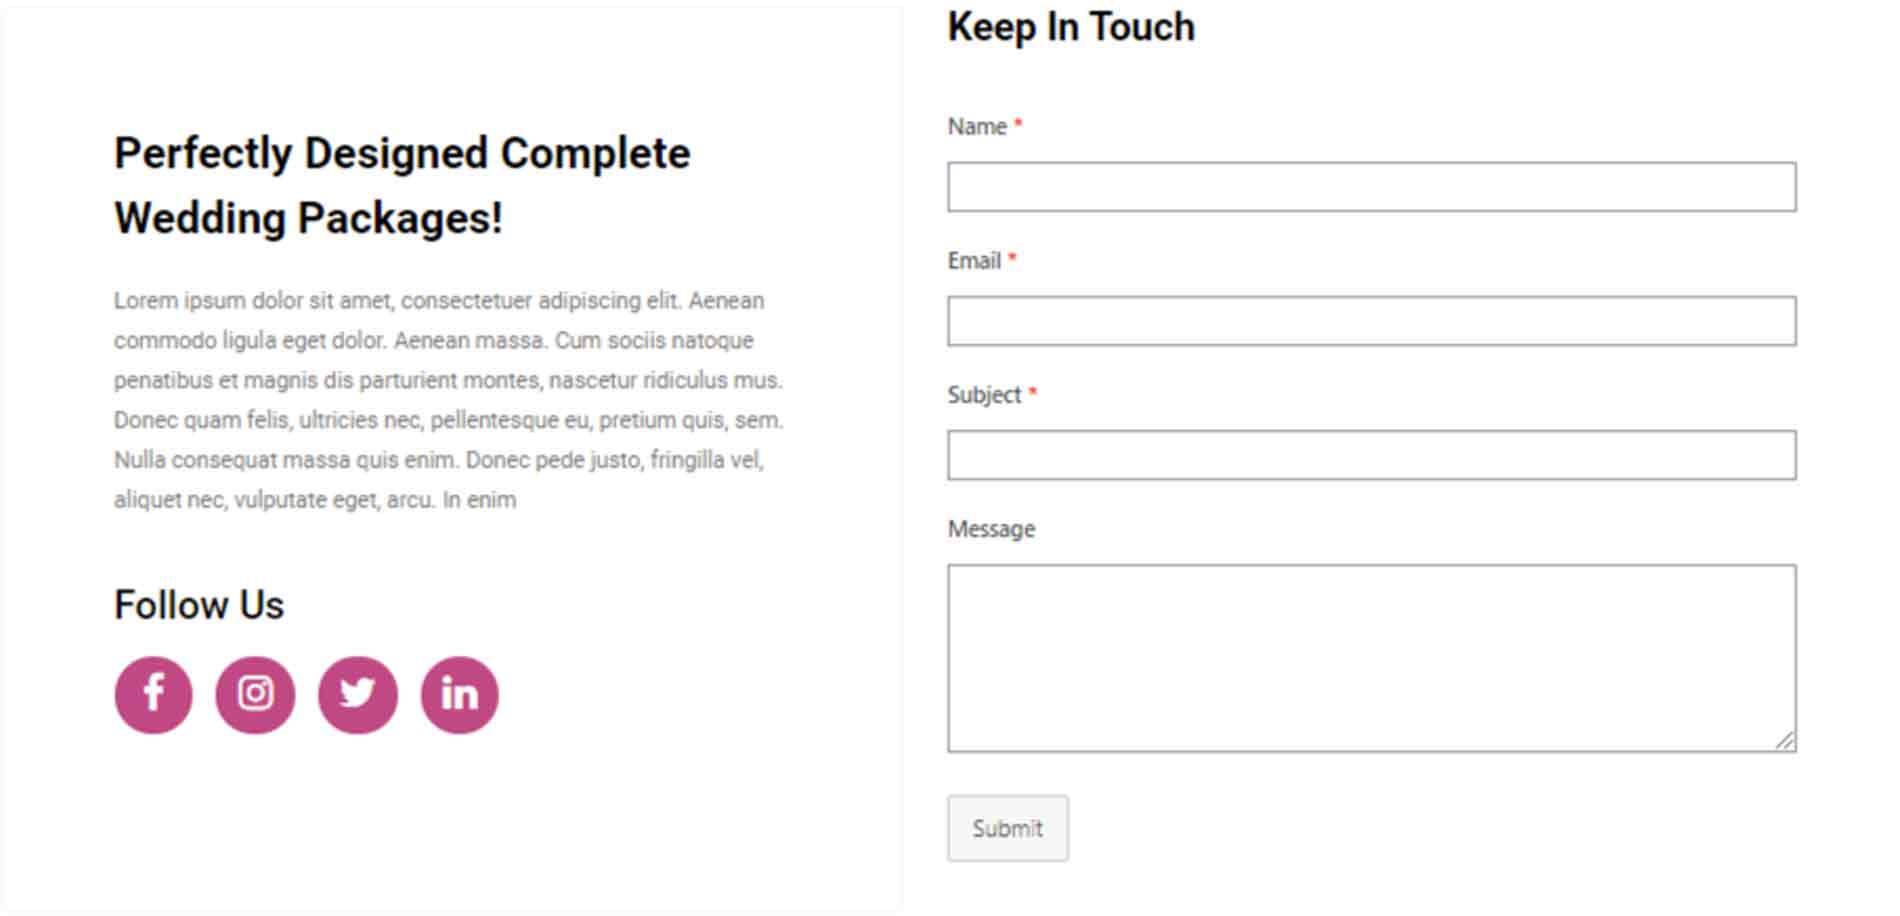 Perfectly Designed Complete
Wedding Packages!
Lorem ipsum dolor sit amet, consectetuer adipiscing elit. Aenean
commodo ligula eget dolor. Aenean massa. Cum sociis natoque
penatibus et magnis dis parturient montes, nascetur ridiculus mus.
Donec quam felis, ultricies nec, pellentesque eu, pretium quis, sem.
Nulla consequat massa quis enim. Donec pede justo, fringilla vel,
aliquet nec, vulputate eget, arcu. In enim
Follow Us
Keep In Touch
Name *
Email *
Subject *
Message
Submit